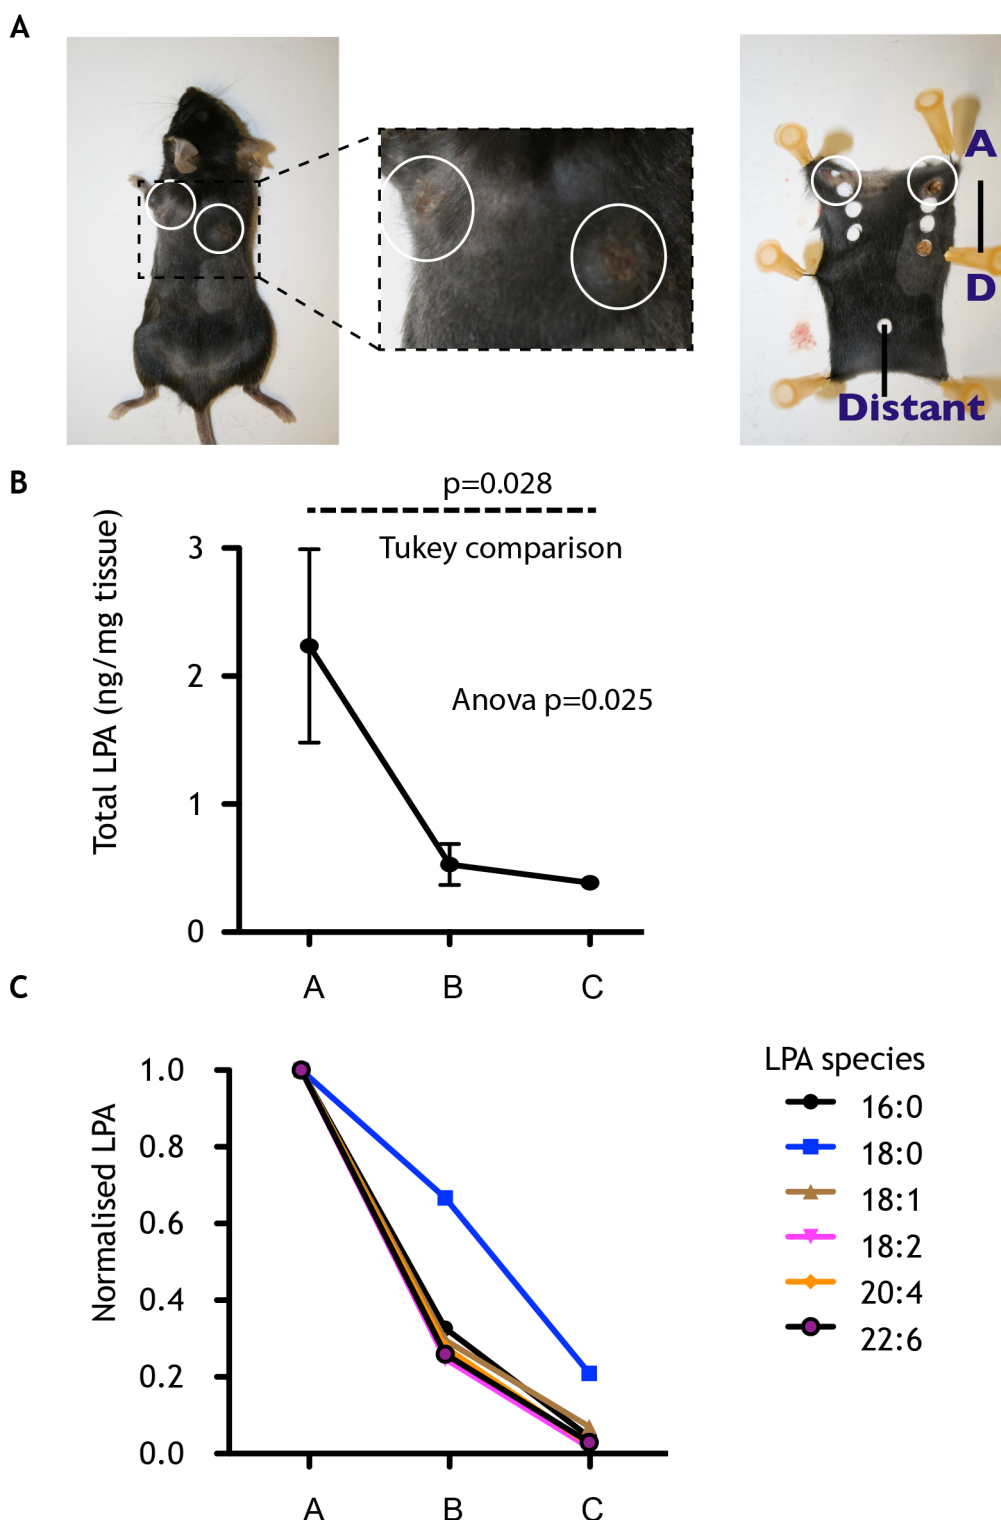 A
A
D
Distant
B
p=0.028
Tukey comparison
Anova p=0.025
Total LPA (ng/mg tissue)
3
2
1
0
A B C
C
LPA species
16:0
18:0
18:1
18:2
20:4
22:6
Normalised LPA
1.0
0.8
0.6
0.4
0.2
0.0
A B C